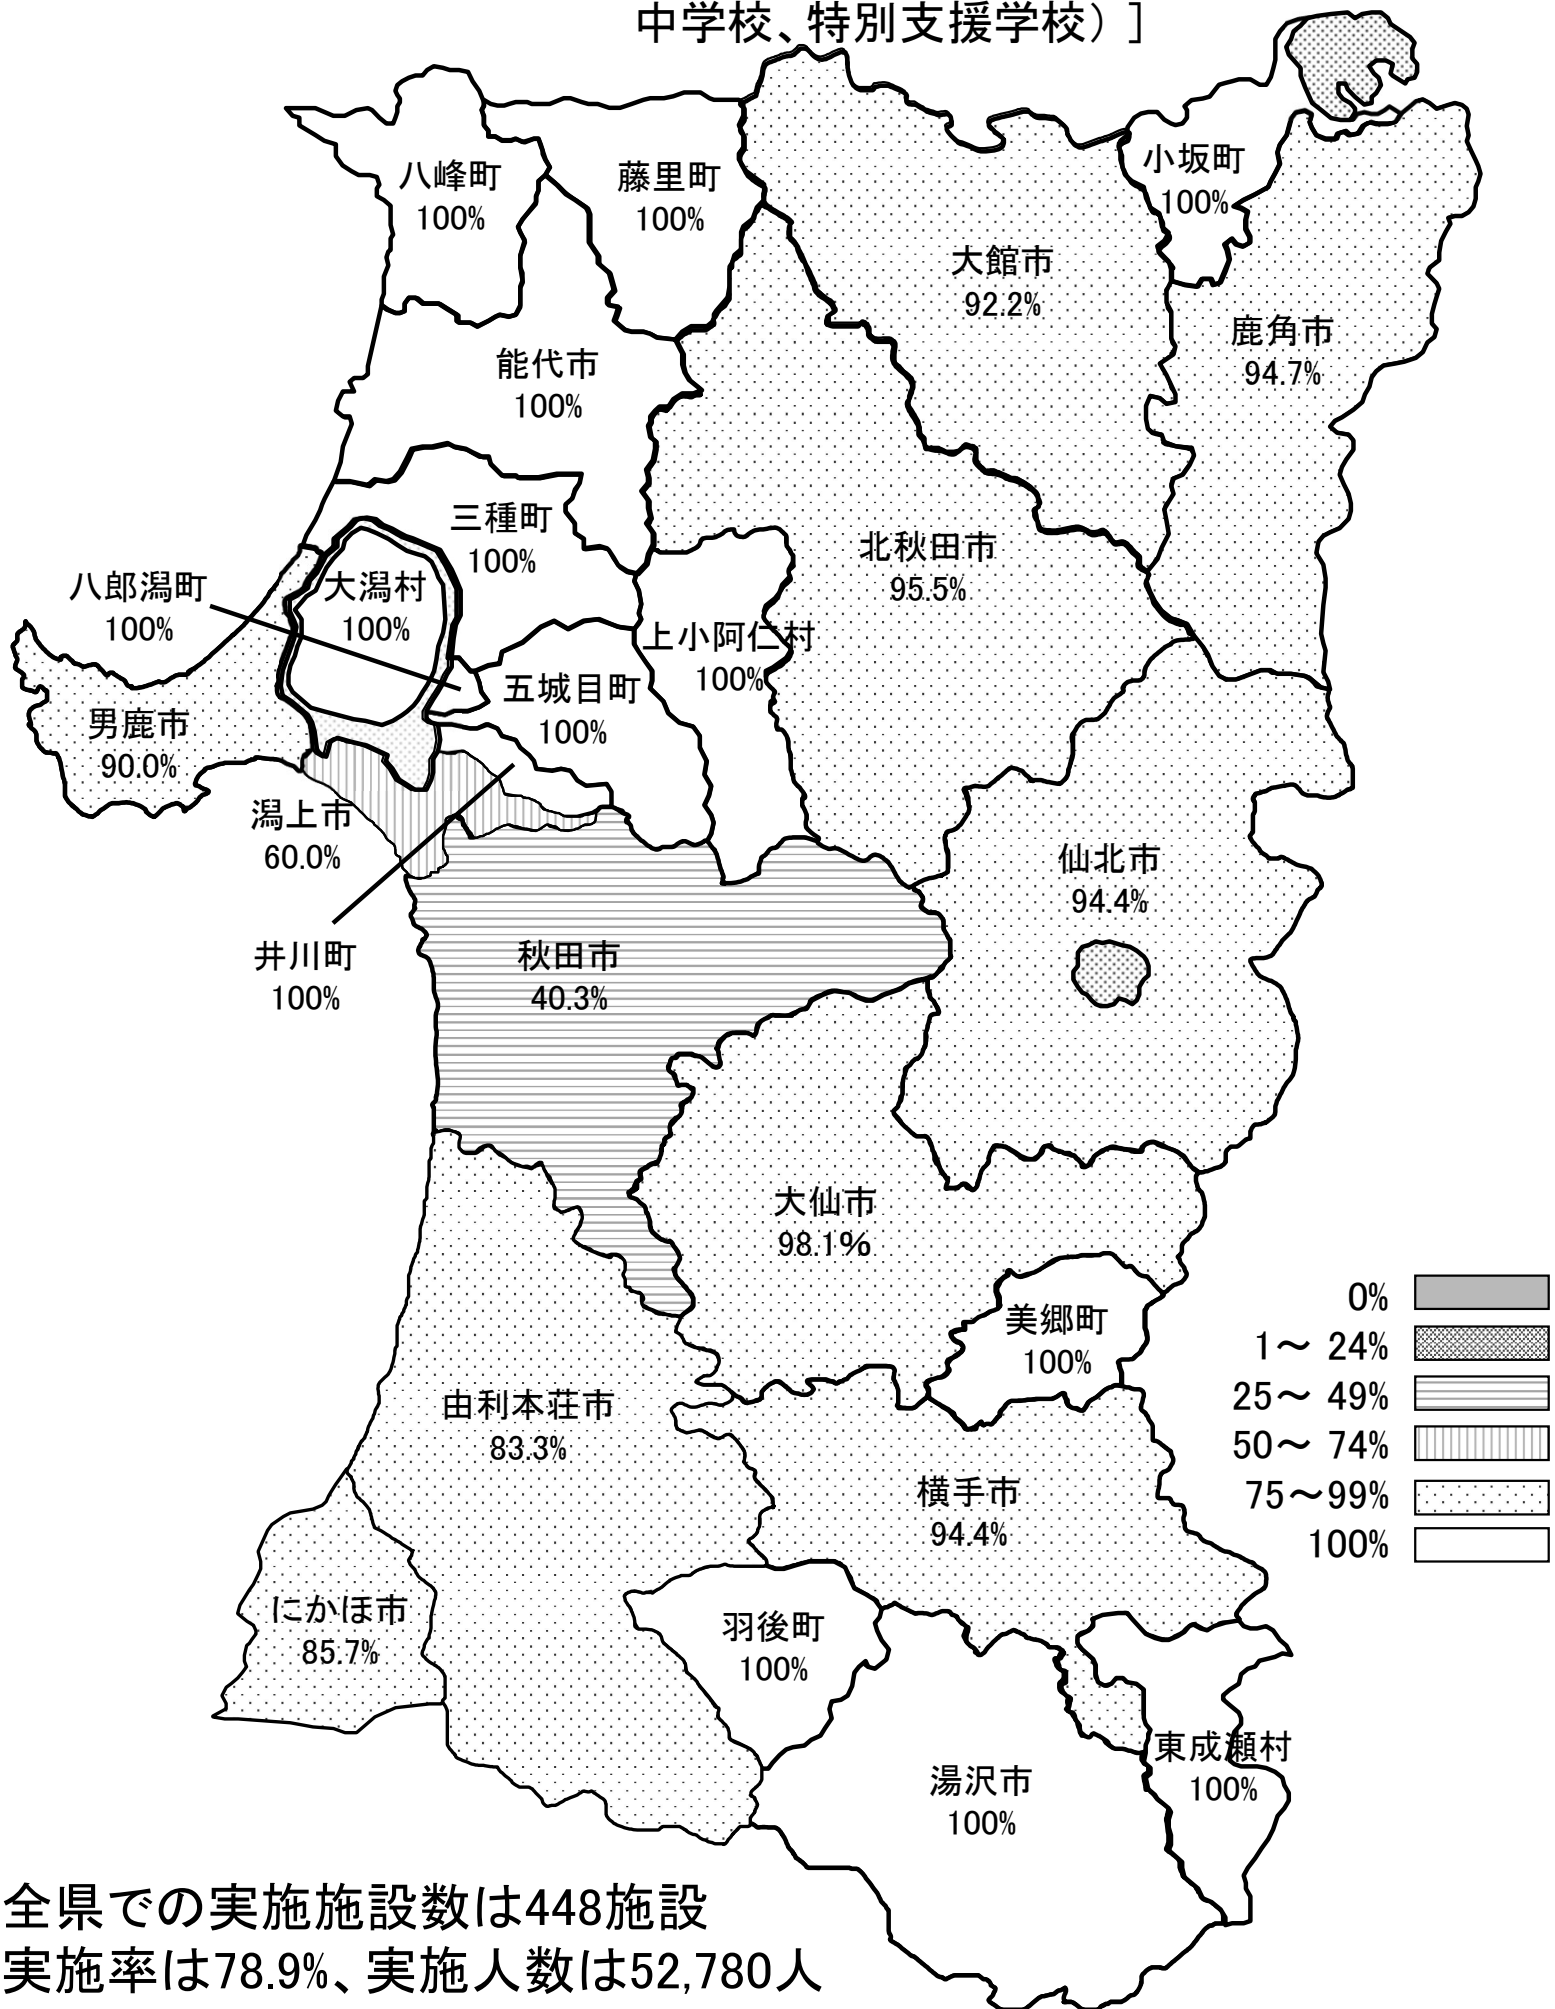 中学校、特別支援学校）］
八峰町
100%
藤里町
100%
小坂町
100%
大館市
92.2%
鹿角市
94.7%
能代市
100%
三種町
100%
北秋田市
95.5%
八郎潟町
100%
大潟村
100%
上小阿仁村
100%
五城目町
100%
男鹿市
90.0%
潟上市
60.0%
仙北市
94.4%
井川町
100%
秋田市
40.3%
大仙市
98.1%
美郷町
100%
0%
1～ 24%
25～ 49%
50～ 74%
75～99%
100%
由利本荘市
83.3%
横手市
94.4%
にかほ市
85.7%
羽後町
100%
東成瀬村
100%
湯沢市
100%
全県での実施施設数は448施設
実施率は78.9%、実施人数は52,780人